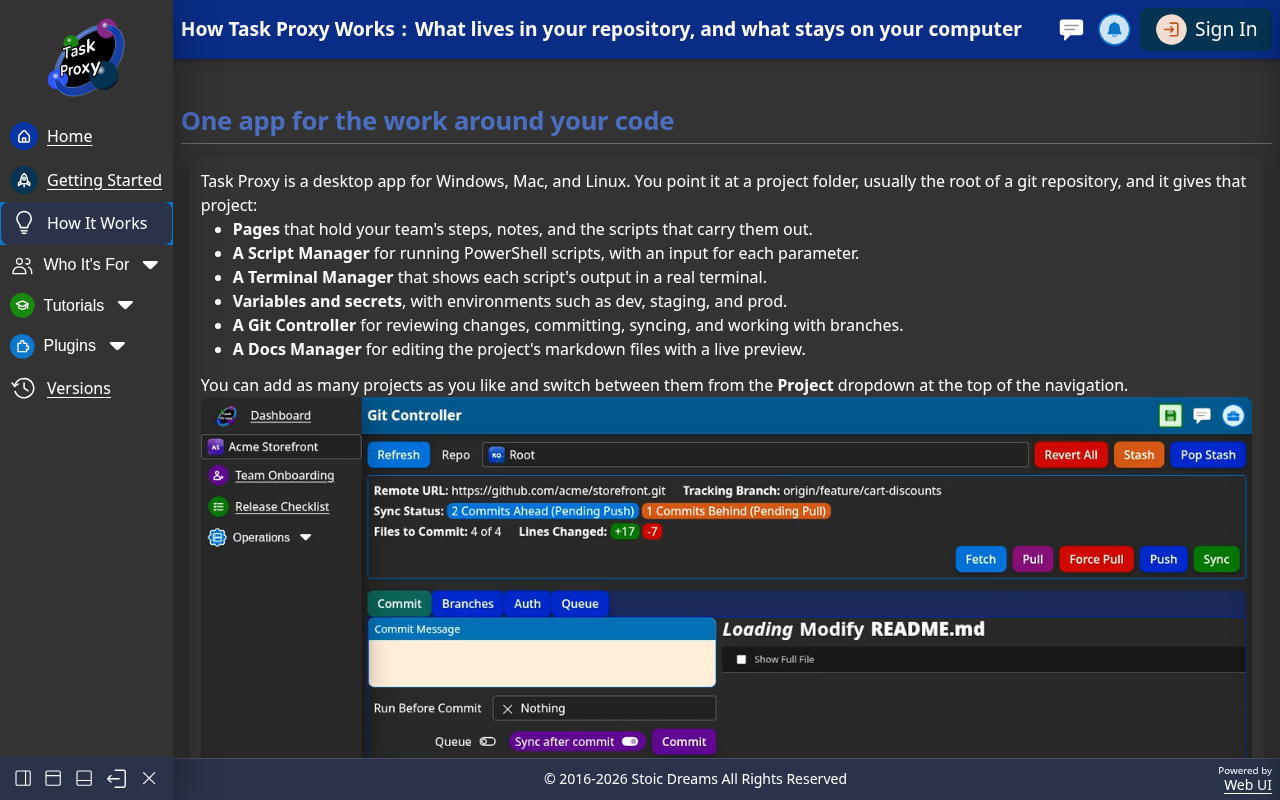 Task
Proxy
How Task Proxy Works : What lives in your repository, and what stays on your computer
Sign In
Home
Getting Started
How It Works
Who It's For
Tutorials
Plugins
Versions
One app for the work around your code
Task Proxy is a desktop app for Windows, Mac, and Linux. You point it at a project folder, usually the root of a git repository, and it gives that
project:
Pages that hold your team's steps, notes, and the scripts that carry them out.
A Script Manager for running PowerShell scripts, with an input for each parameter.
A Terminal Manager that shows each script's output in a real terminal.
Variables and secrets, with environments such as dev, staging, and prod.
A Git Controller for reviewing changes, committing, syncing, and working with branches.
A Docs Manager for editing the project's markdown files with a live preview.
You can add as many projects as you like and switch between them from the Project dropdown at the top of the navigation.
Task
Proxy
Dashboard
AS Acme Storefront
Team Onboarding
Release Checklist
Operations
Git Controller
Refresh
Repo
RO Root
Revert All
Stash
Pop Stash
Remote URL: https://github.com/acme/storefront.git Tracking Branch: origin/feature/cart-discounts
Sync Status: 2 Commits Ahead (Pending Push) 1 Commits Behind (Pending Pull)
Files to Commit: 4 of 4 Lines Changed: +17 -7
Fetch
Pull
Force Pull
Push
Sync
Commit
Branches
Auth
Queue
Commit Message
Loading Modify README.md
Show Full File
Run Before Commit
Nothing
Queue
Sync after commit
Commit
© 2016-2026 Stoic Dreams All Rights Reserved
Powered by
Web UI